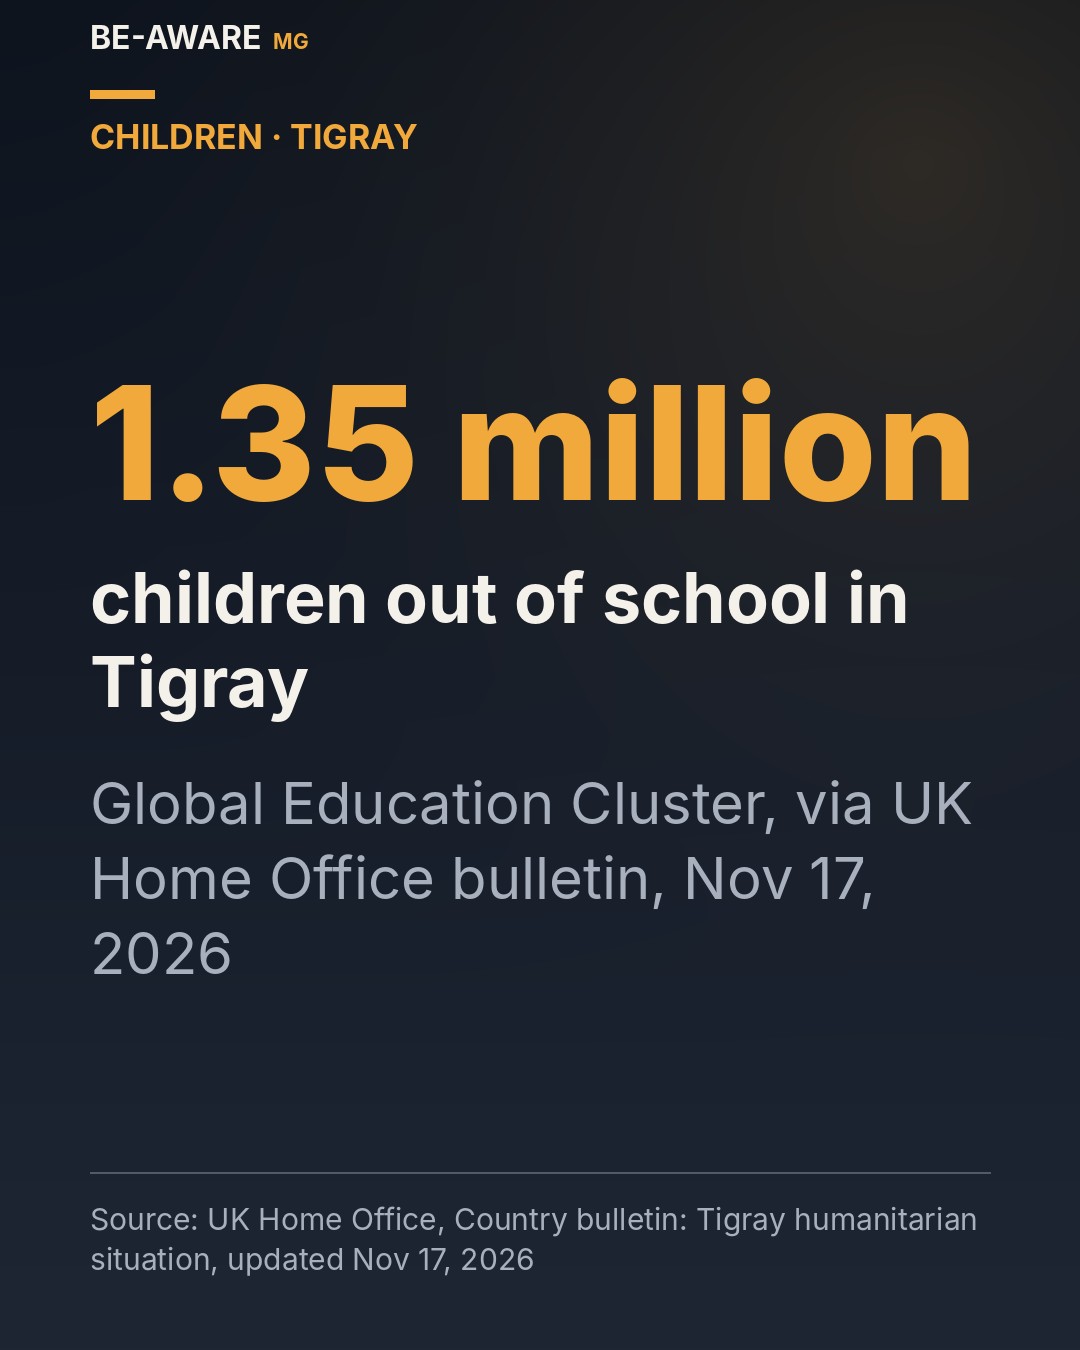 BE-AWARE MG
CHILDREN · TIGRAY
1.35 million
children out of school in
Tigray
Global Education Cluster, via UK
Home Office bulletin, Nov 17,
2026
Source: UK Home Office, Country bulletin: Tigray humanitarian
situation, updated Nov 17, 2026